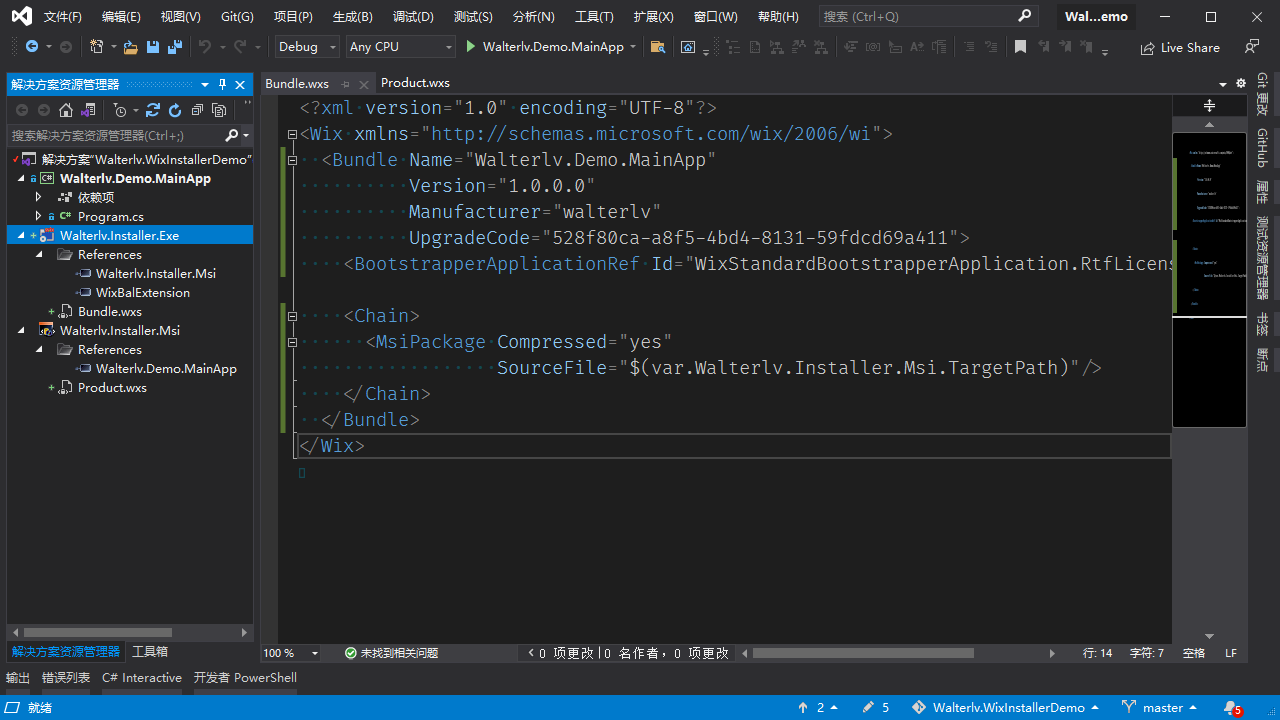 文件(F) 编辑(E) 视图(V) Git(G) 项目(P) 生成(B) 调试(D) 测试(S) 分析(N) 工具(T) 扩展(X) 窗口(W) 帮助(H) 搜索 (Ctrl+Q) Wal...emo
Debug Any CPU Walterlv.Demo.MainApp Live Share
解决方案资源管理器
搜索解决方案资源管理器(Ctrl+;)
解决方案"Walterlv.WixInstallerDemo"
Walterlv.Demo.MainApp
依赖项
C# Program.cs
Walterlv.Installer.Exe
References
Walterlv.Installer.Msi
WixBalExtension
Bundle.wxs
Walterlv.Installer.Msi
References
Walterlv.Demo.MainApp
Product.wxs
解决方案资源管理器 工具箱
Bundle.wxs Product.wxs
<?xml version="1.0" encoding="UTF-8"?>
<Wix xmlns="http://schemas.microsoft.com/wix/2006/wi">
<Bundle Name="Walterlv.Demo.MainApp"
Version="1.0.0.0"
Manufacturer="walterlv"
UpgradeCode="528f80ca-a8f5-4bd4-8131-59fdcd69a411">
<BootstrapperApplicationRef Id="WixStandardBootstrapperApplication.RtfLicens
<Chain>
<MsiPackage Compressed="yes"
SourceFile="$(var.Walterlv.Installer.Msi.TargetPath)"/>
</Chain>
</Bundle>
</Wix>
100 % 未找到相关问题 0 项更改|0 名作者，0 项更改 行: 14 字符: 7 空格 LF
Git 更改
GitHub
属性
测试资源管理器
书签
断点
输出 错误列表 C# Interactive 开发者 PowerShell
就绪 2 5 Walterlv.WixInstallerDemo master 5